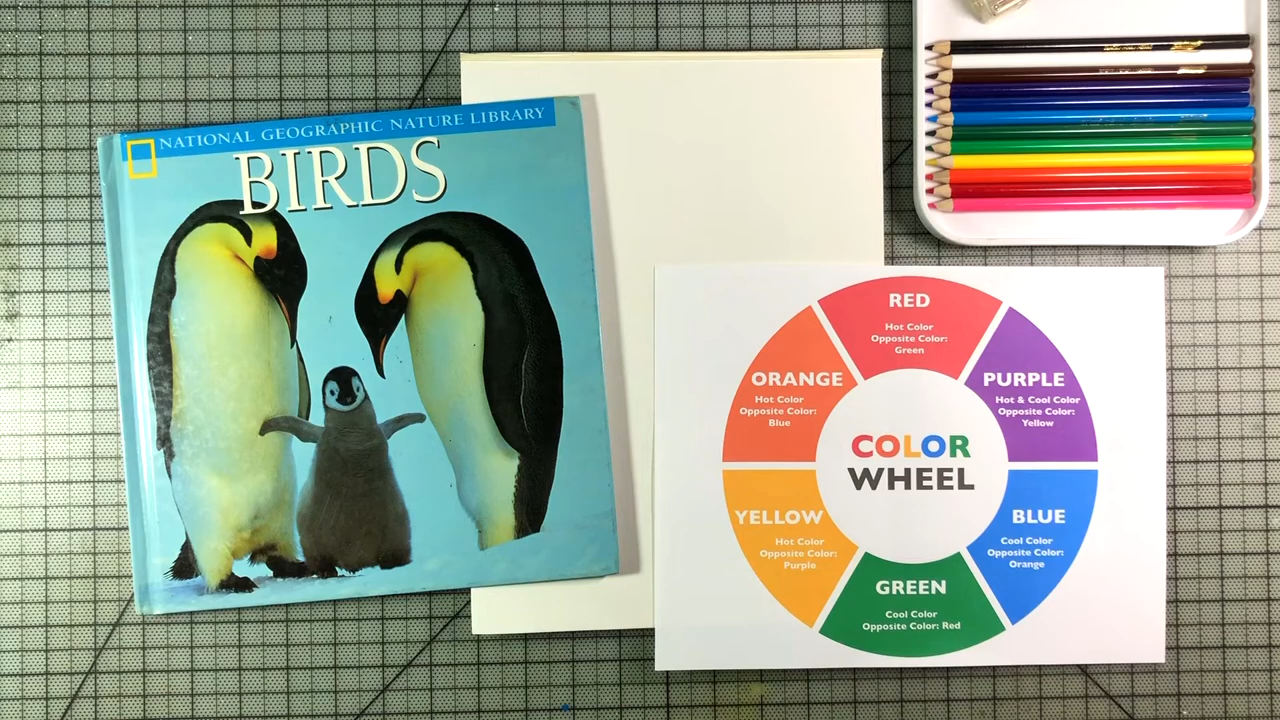 NATIONAL GEOGRAPHIC NATURE LIBRARY
BIRDS
COLOR
WHEEL
RED
Hot Color
Opposite Color:
Green
PURPLE
Hot & Cool Color
Opposite Color:
Yellow
BLUE
Cool Color
Opposite Color:
Orange
GREEN
Cool Color
Opposite Color: Red
YELLOW
Hot Color
Opposite Color:
Purple
ORANGE
Hot Color
Opposite Color:
Blue